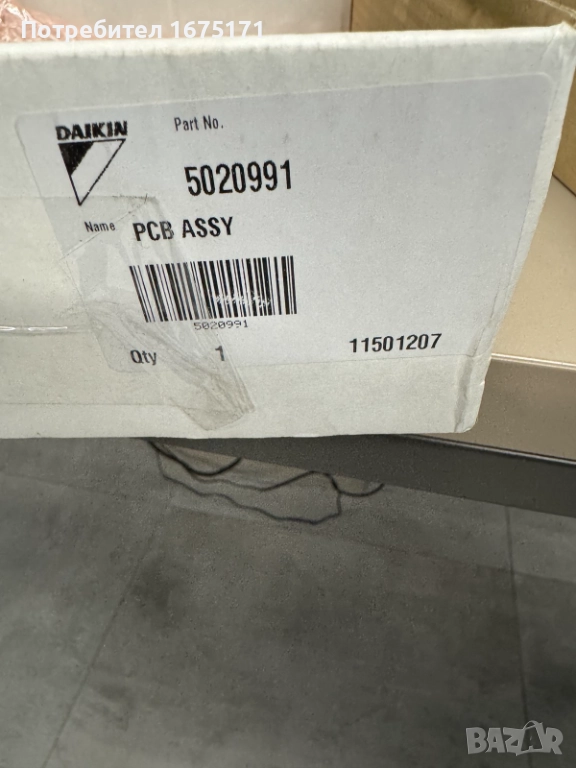 Потребител 1675171
DAIKIN
Part No.
5020991
Name PCB ASSY
5020991
Qty 1 11501207
BAZAR